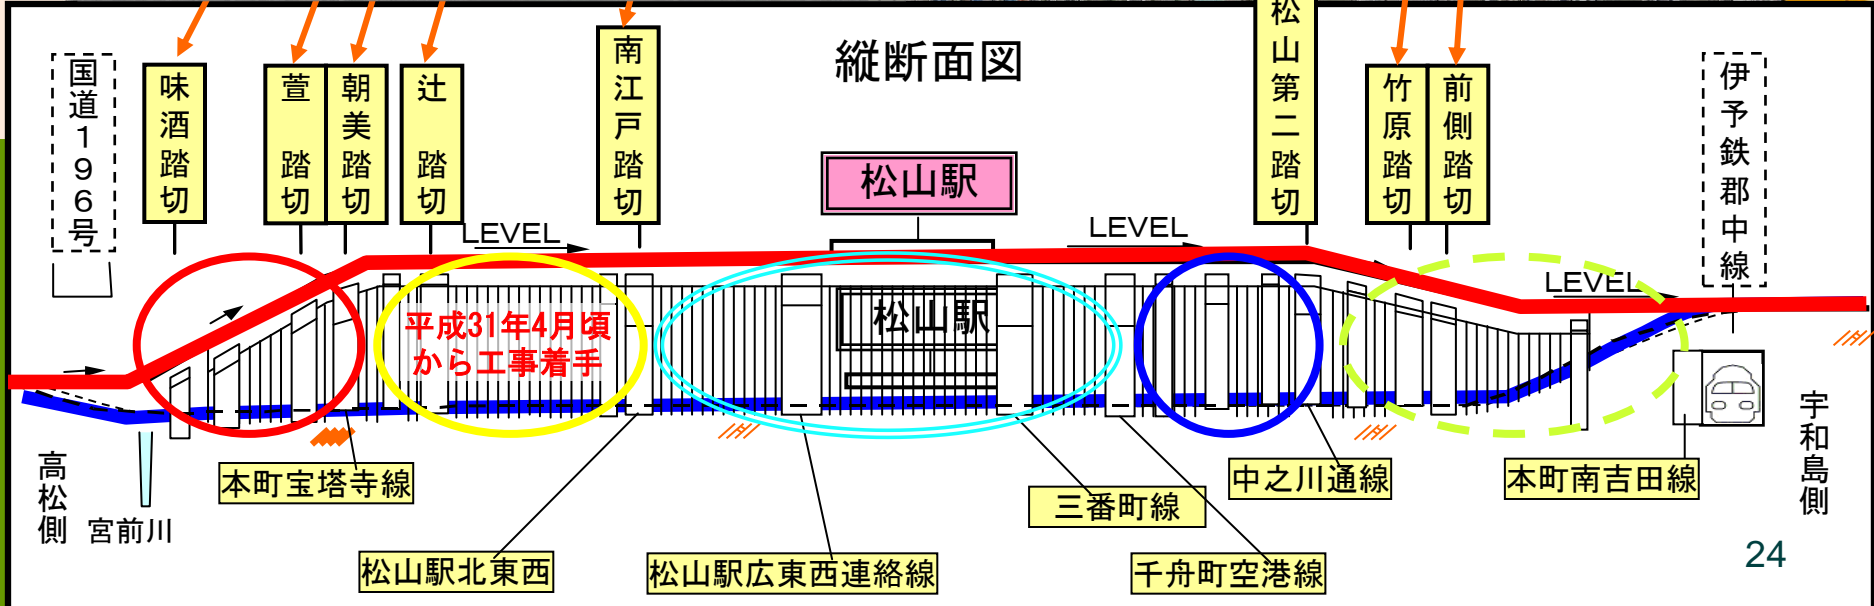 縦断面図
国道196号
味酒踏切
萱踏切
朝美踏切
辻踏切
南江戸踏切
松山第二踏切
竹原踏切
前側踏切
伊予鉄郡中線
松山駅
LEVEL
LEVEL
LEVEL
松山駅
平成31年4月頃
から工事着手
高松側
宮前川
本町宝塔寺線
松山駅北東西
松山駅広東西連絡線
三番町線
千舟町空港線
中之川通線
本町南吉田線
宇和島側
24